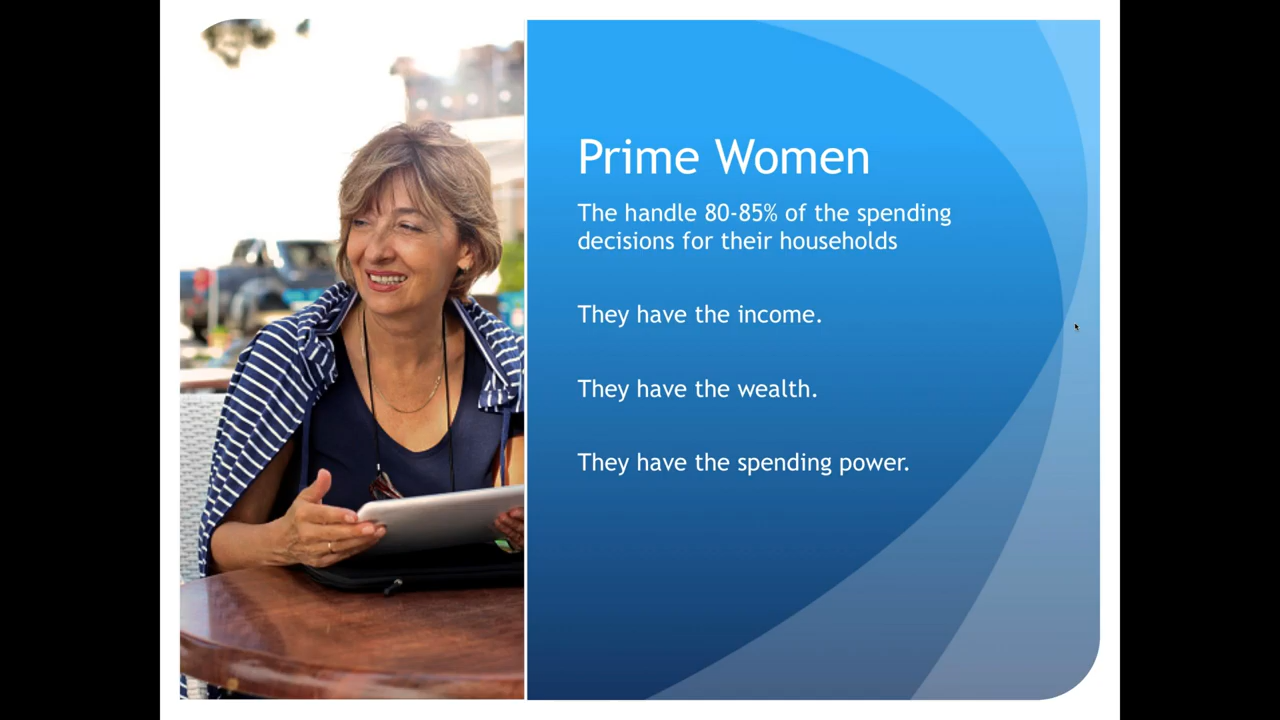 Prime Women
The handle 80-85% of the spending
decisions for their households
They have the income.
They have the wealth.
They have the spending power.